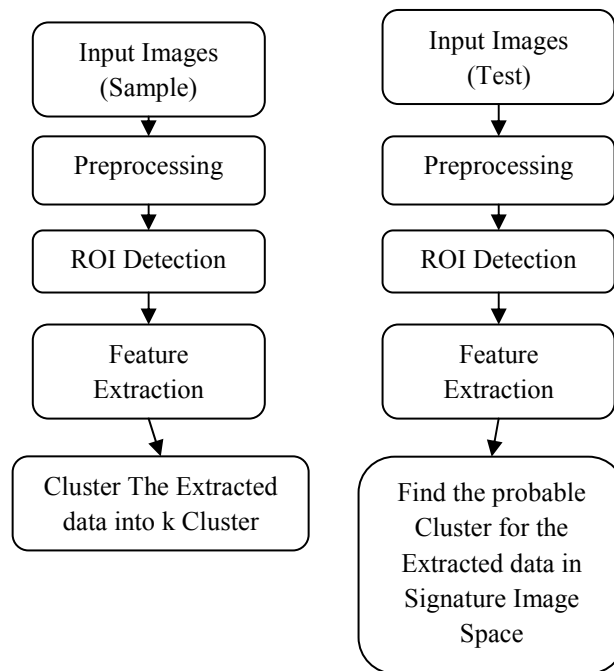 Input Images
(Sample)
Preprocessing
ROI Detection
Feature
Extraction
Cluster The Extracted
data into k Cluster
Input Images
(Test)
Preprocessing
ROI Detection
Feature
Extraction
Find the probable
Cluster for the
Extracted data in
Signature Image
Space